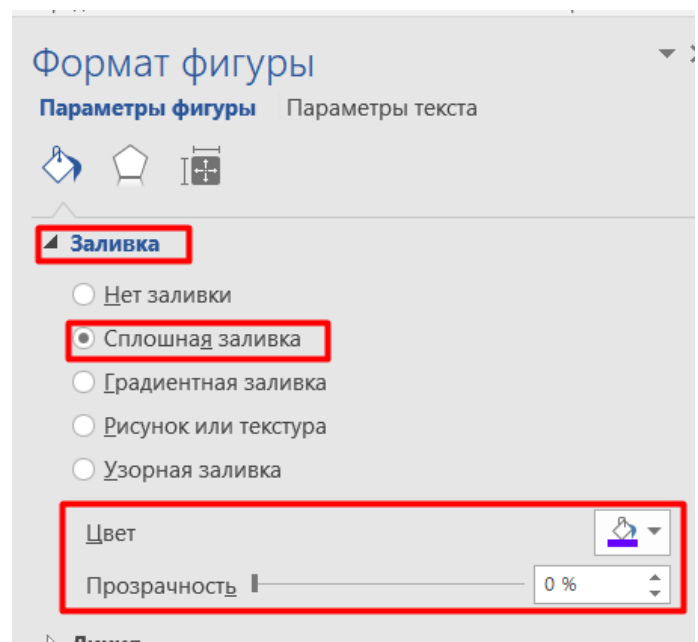 Формат фигуры
Параметры фигуры Параметры текста
Заливка
Нет заливки
Сплошная заливка
Градиентная заливка
Рисунок или текстура
Узорная заливка
Цвет
Прозрачность 0 %